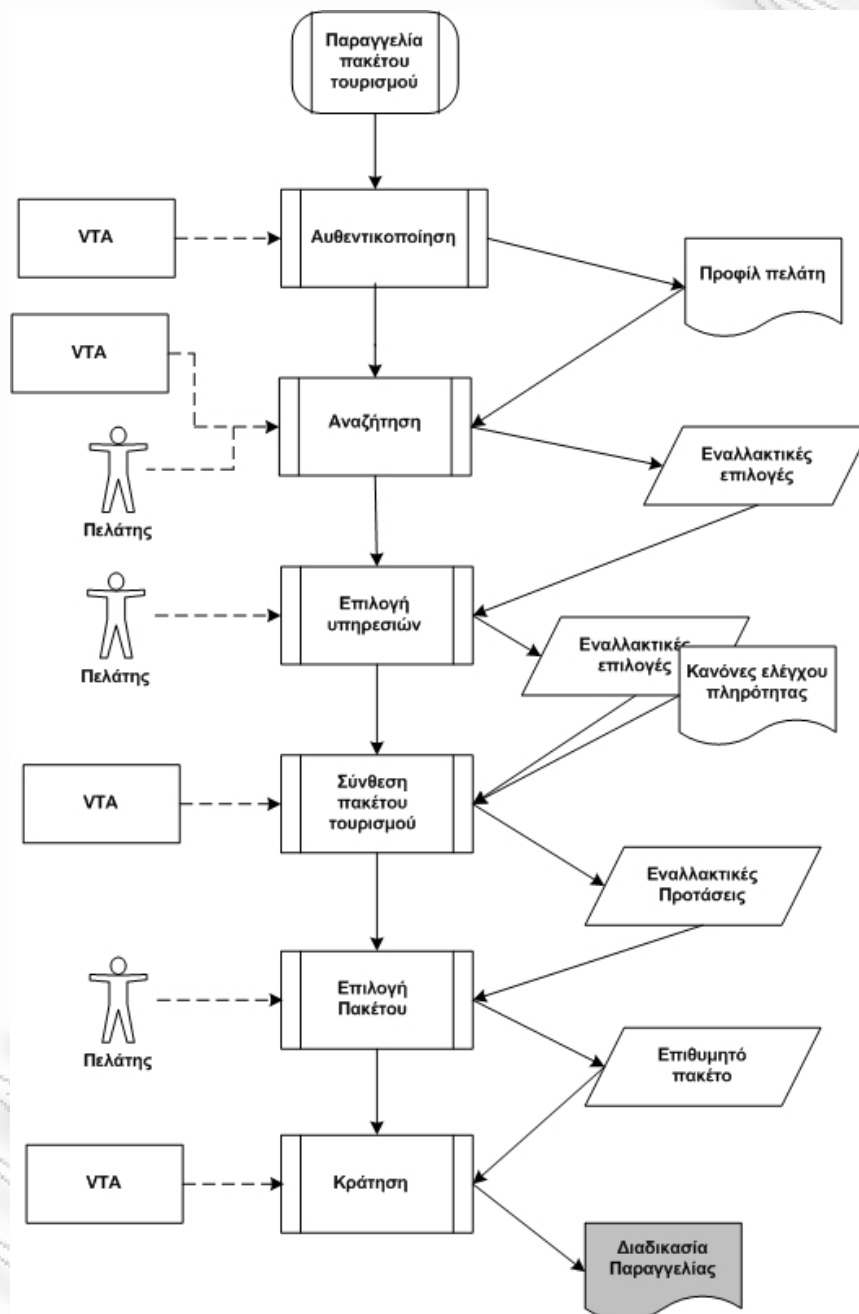 Παραγγελία
πακέτου
τουρισμού
VTA
Αυθεντικοποίηση
Προφίλ πελάτη
VTA
Αναζήτηση
Πελάτης
Εναλλακτικές
επιλογές
Πελάτης
Επιλογή
υπηρεσιών
Εναλλακτικές
επιλογές
Κανόνες ελέγχου
πληρότητας
VTA
Σύνθεση
πακέτου
τουρισμού
Εναλλακτικές
Προτάσεις
Πελάτης
Επιλογή
Πακέτου
Επιθυμητό
πακέτο
VTA
Κράτηση
Διαδικασία
Παραγγελίας